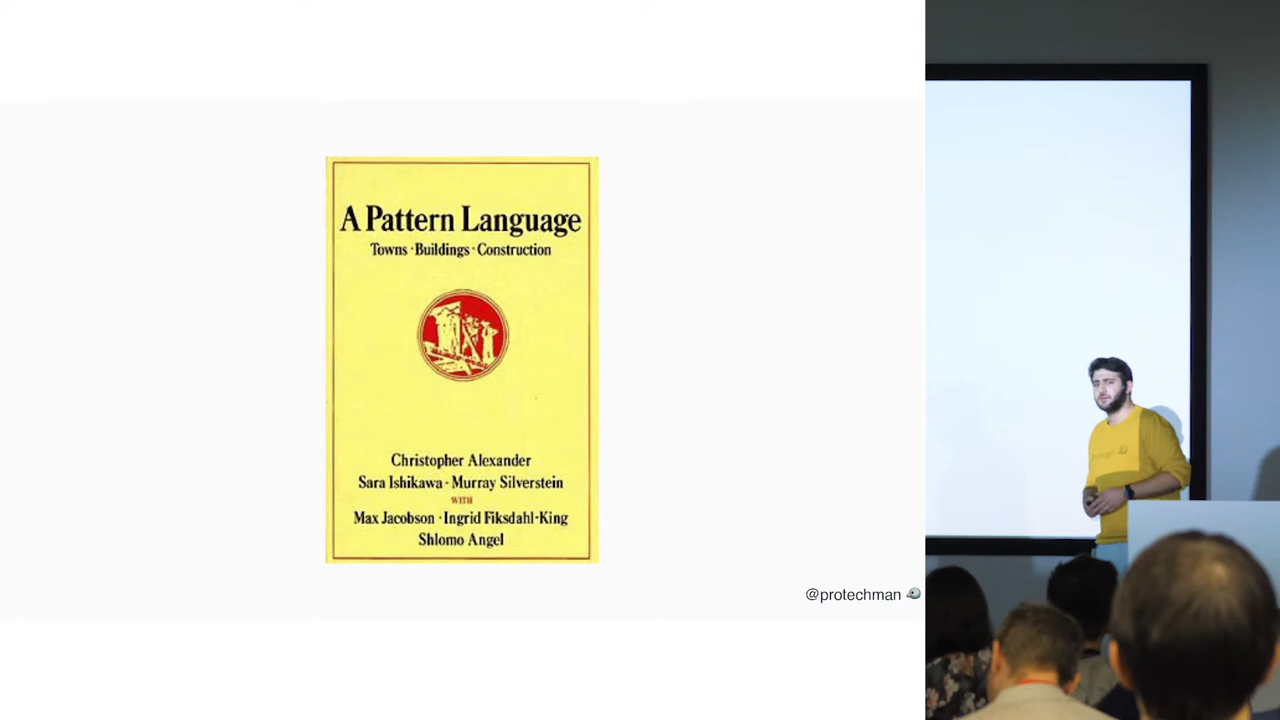 A Pattern Language
Towns · Buildings · Construction
Christopher Alexander
Sara Ishikawa · Murray Silverstein
WITH
Max Jacobson · Ingrid Fiksdahl-King
Shlomo Angel
@protechman